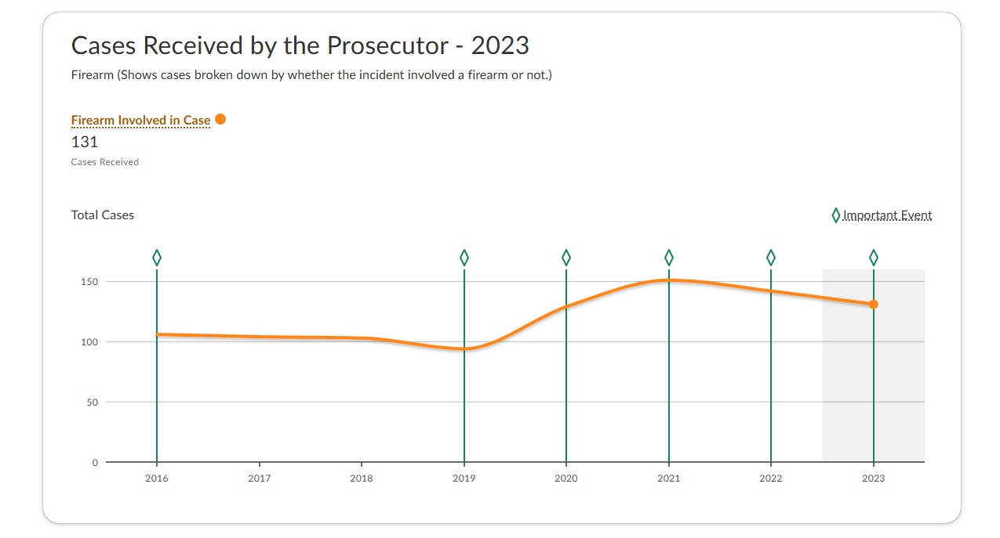 Cases Received by the Prosecutor - 2023
Firearm (Shows cases broken down by whether the incident involved a firearm or not.)
Firearm Involved in Case
131
Cases Received
Total Cases
Important Event
150
100
50
0
2016 2017 2018 2019 2020 2021 2022 2023